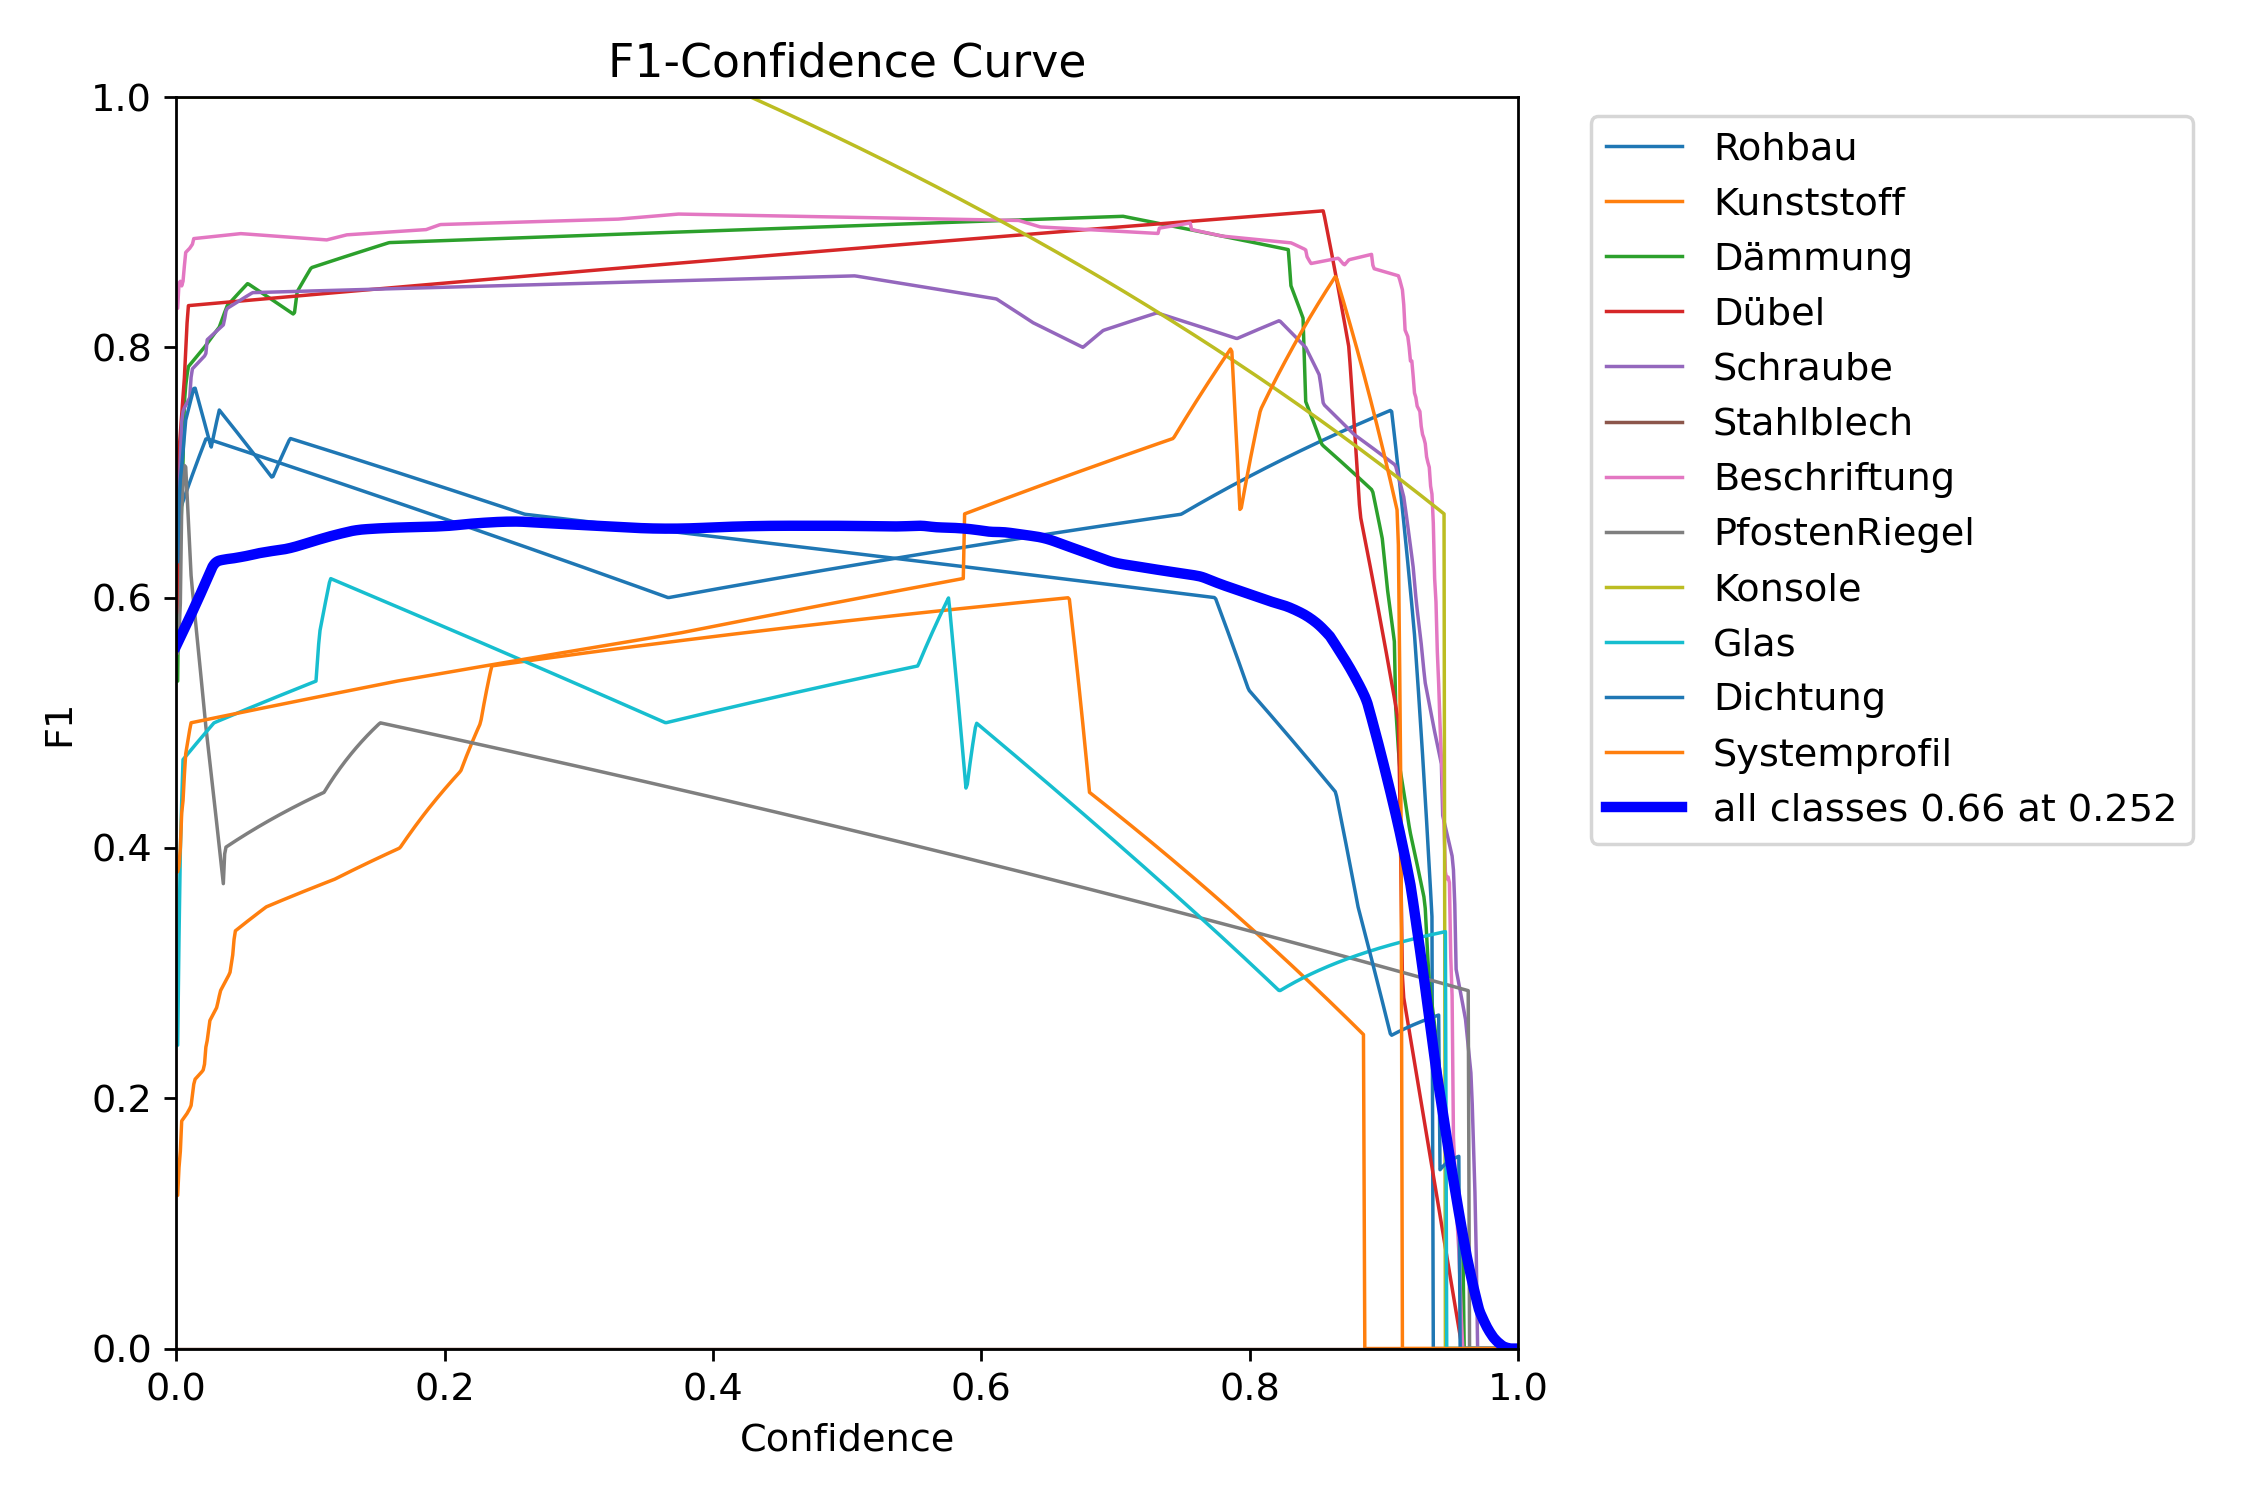 F1-Confidence Curve
1.0
0.8
0.6
0.4
0.2
0.0
F1
0.0 0.2 0.4 0.6 0.8 1.0
Confidence
Rohbau
Kunststoff
Dämmung
Dübel
Schraube
Stahlblech
Beschriftung
PfostenRiegel
Konsole
Glas
Dichtung
Systemprofil
all classes 0.66 at 0.252